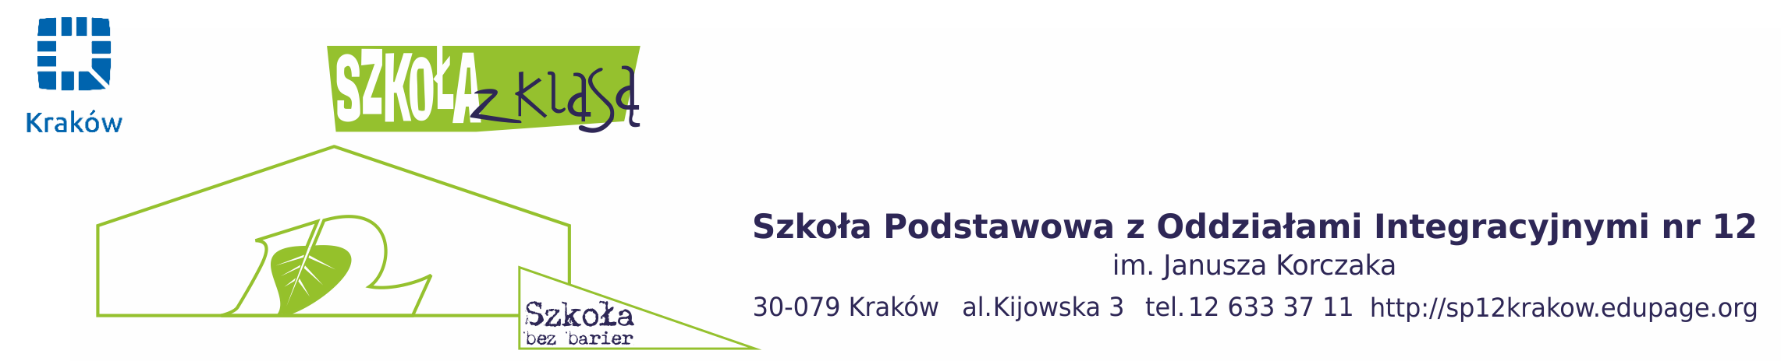 Kraków
SZKOŁA z klasą
12
Szkoła
bez barier
Szkoła Podstawowa z Oddziałami Integracyjnymi nr 12
im. Janusza Korczaka
30-079 Kraków al.Kijowska 3 tel.12 633 37 11 http://sp12krakow.edupage.org